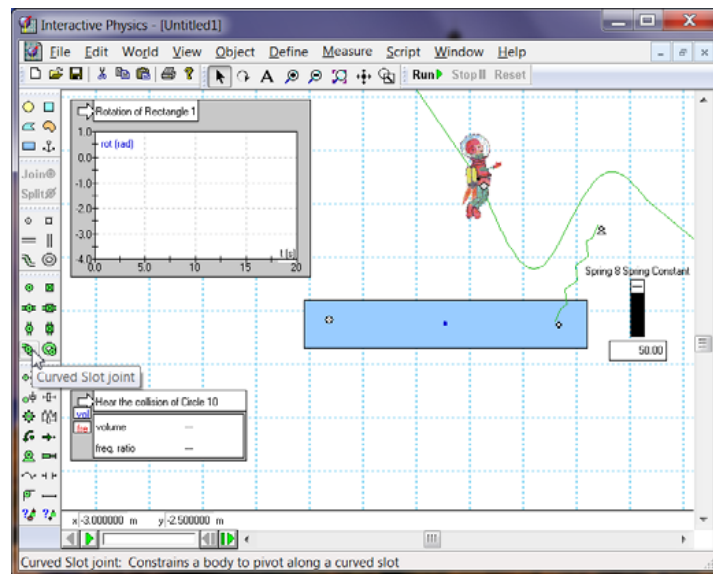 Interactive Physics - [Untitled1]
File Edit World View Object Define Measure Script Window Help
A Run StopII Reset
Rotation of Rectangle 1
1.0
rot (rad)
0.0
-1.0
-2.0
-3.0
-4.0
t [s]
0.0 5.0 10 15 20
Join
Split
Spring 8 Spring Constant
50.00
Curved Slot joint
Hear the collision of Circle 10
vol
fre
volume ---
freq. ratio ---
x -3.000000 m y -2.500000 m
Curved Slot joint: Constrains a body to pivot along a curved slot